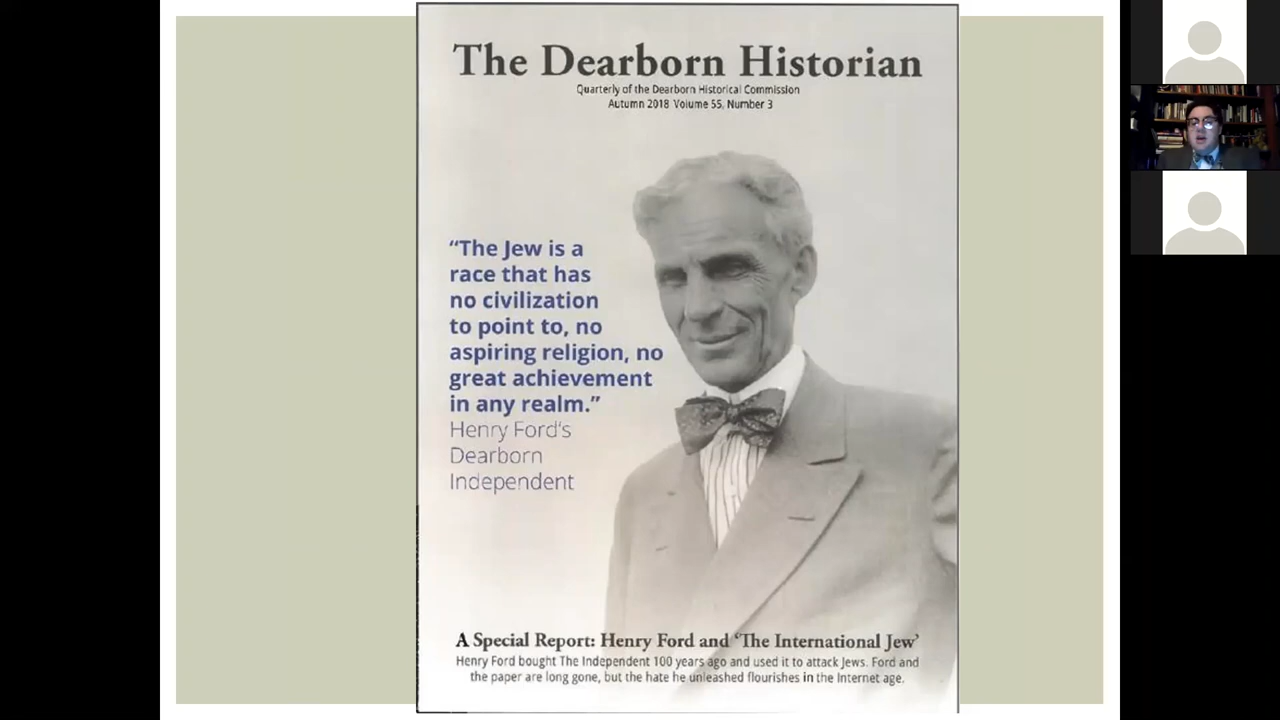 The Dearborn Historian
Quarterly of the Dearborn Historical Commission
Autumn 2018 Volume 55, Number 3
“The Jew is a
race that has
no civilization
to point to, no
aspiring religion, no
great achievement
in any realm.”
Henry Ford’s
Dearborn
Independent
A Special Report: Henry Ford and ‘The International Jew’
Henry Ford bought The Independent 100 years ago and used it to attack Jews. Ford and
the paper are long gone, but the hate he unleashed flourishes in the Internet age.